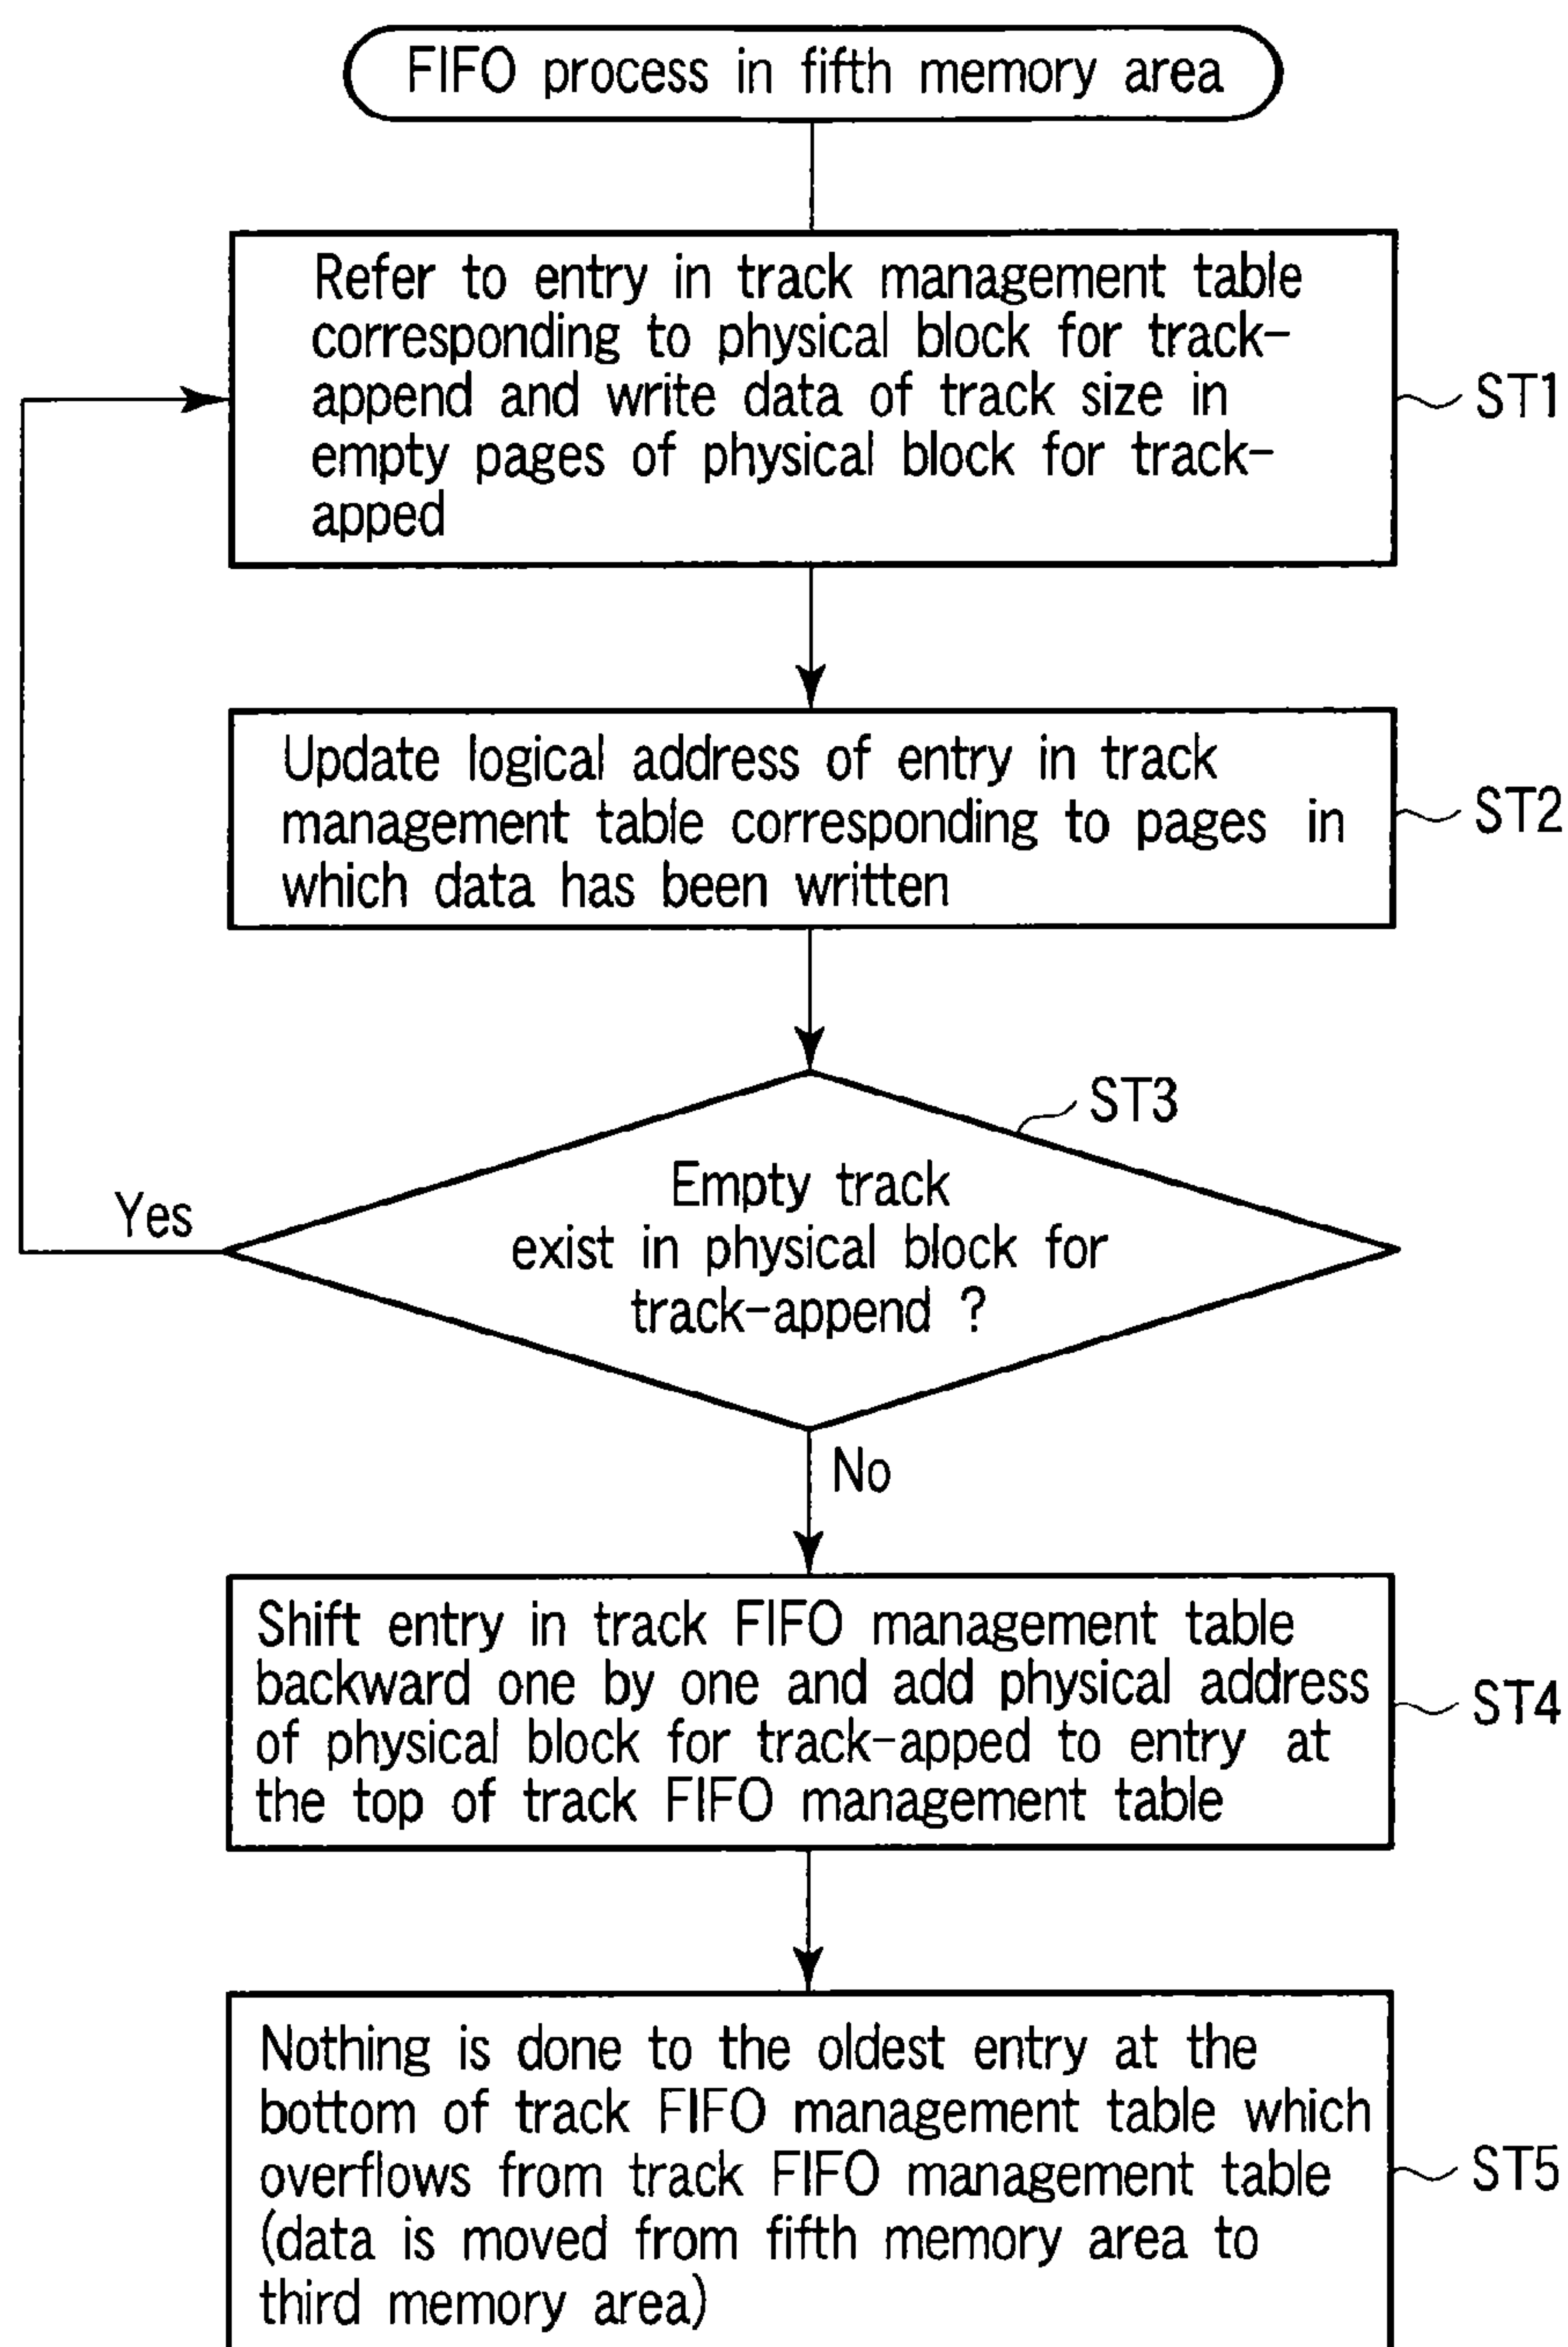 FIFO process in fifth memory area
Refer to entry in track management table
corresponding to physical block for track-
append and write data of track size in
empty pages of physical block for track-
apped
ST1
Update logical address of entry in track
management table corresponding to pages in
which data has been written
ST2
ST3
Empty track
exist in physical block for
track-append ?
Yes
No
Shift entry in track FIFO management table
backward one by one and add physical address
of physical block for track-apped to entry at
the top of track FIFO management table
ST4
Nothing is done to the oldest entry at the
bottom of track FIFO management table which
overflows from track FIFO management table
(data is moved from fifth memory area to
third memory area)
ST5